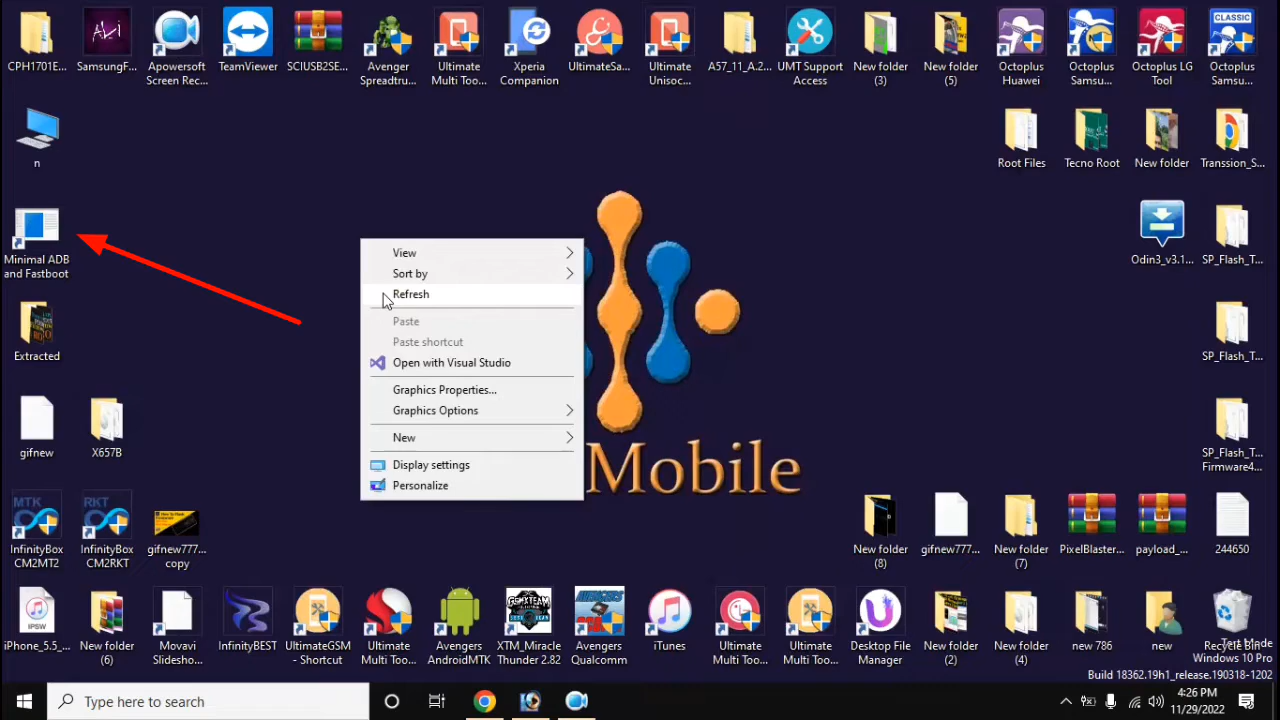 CPH1701E...
SamsungF...
Apowersoft
Screen Rec...
TeamViewer
SCIUSB2SE...
Avenger
Spreadtru...
Ultimate
Multi Too...
Xperia
Companion
UltimateSa...
Ultimate
Unisoc...
A57_11_A.2...
UMT Support
Access
New folder
(3)
New folder
(5)
Octoplus
Huawei
Octoplus
Samsu...
Octoplus LG
Tool
CLASSIC
Octoplus
Samsu...
n
Root Files
Tecno Root
New folder
Transsion_S...
Minimal ADB
and Fastboot
Odin3_v3.1...
SP_Flash_T...
Extracted
SP_Flash_T...
View
Sort by
Refresh
Paste
Paste shortcut
Open with Visual Studio
Graphics Properties...
Graphics Options
New
Display settings
Personalize
Mobile
gifnew
X657B
SP_Flash_T...
Firmware4...
MTK
InfinityBox
CM2MT2
RKT
InfinityBox
CM2RKT
gifnew777...
copy
New folder
(8)
gifnew777...
New folder
(7)
PixelBlaster...
payload_...
244650
IPSW
iPhone_5.5_...
New folder
(6)
Movavi
Slidesho...
InfinityBEST
UltimateGSM
- Shortcut
Ultimate
Multi Too...
Avengers
AndroidMTK
GSMXTEAM
XTM_Miracle
Thunder 2.82
AVENGERS
Avengers
Qualcomm
iTunes
Ultimate
Multi Too...
Ultimate
Multi Too...
Desktop File
Manager
New folder
(2)
New folder
(4)
new 786
new
Recycle Bin
Test Mode
Windows 10 Pro
Build 18362.19h1_release.190318-1202
Type here to search
4:26 PM
11/29/2022